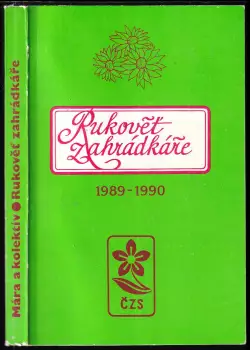 Mára a kolektiv ● Rukověť zahrádkáře
Rukověť
Zahrádkáře
1989-1990
ČZS